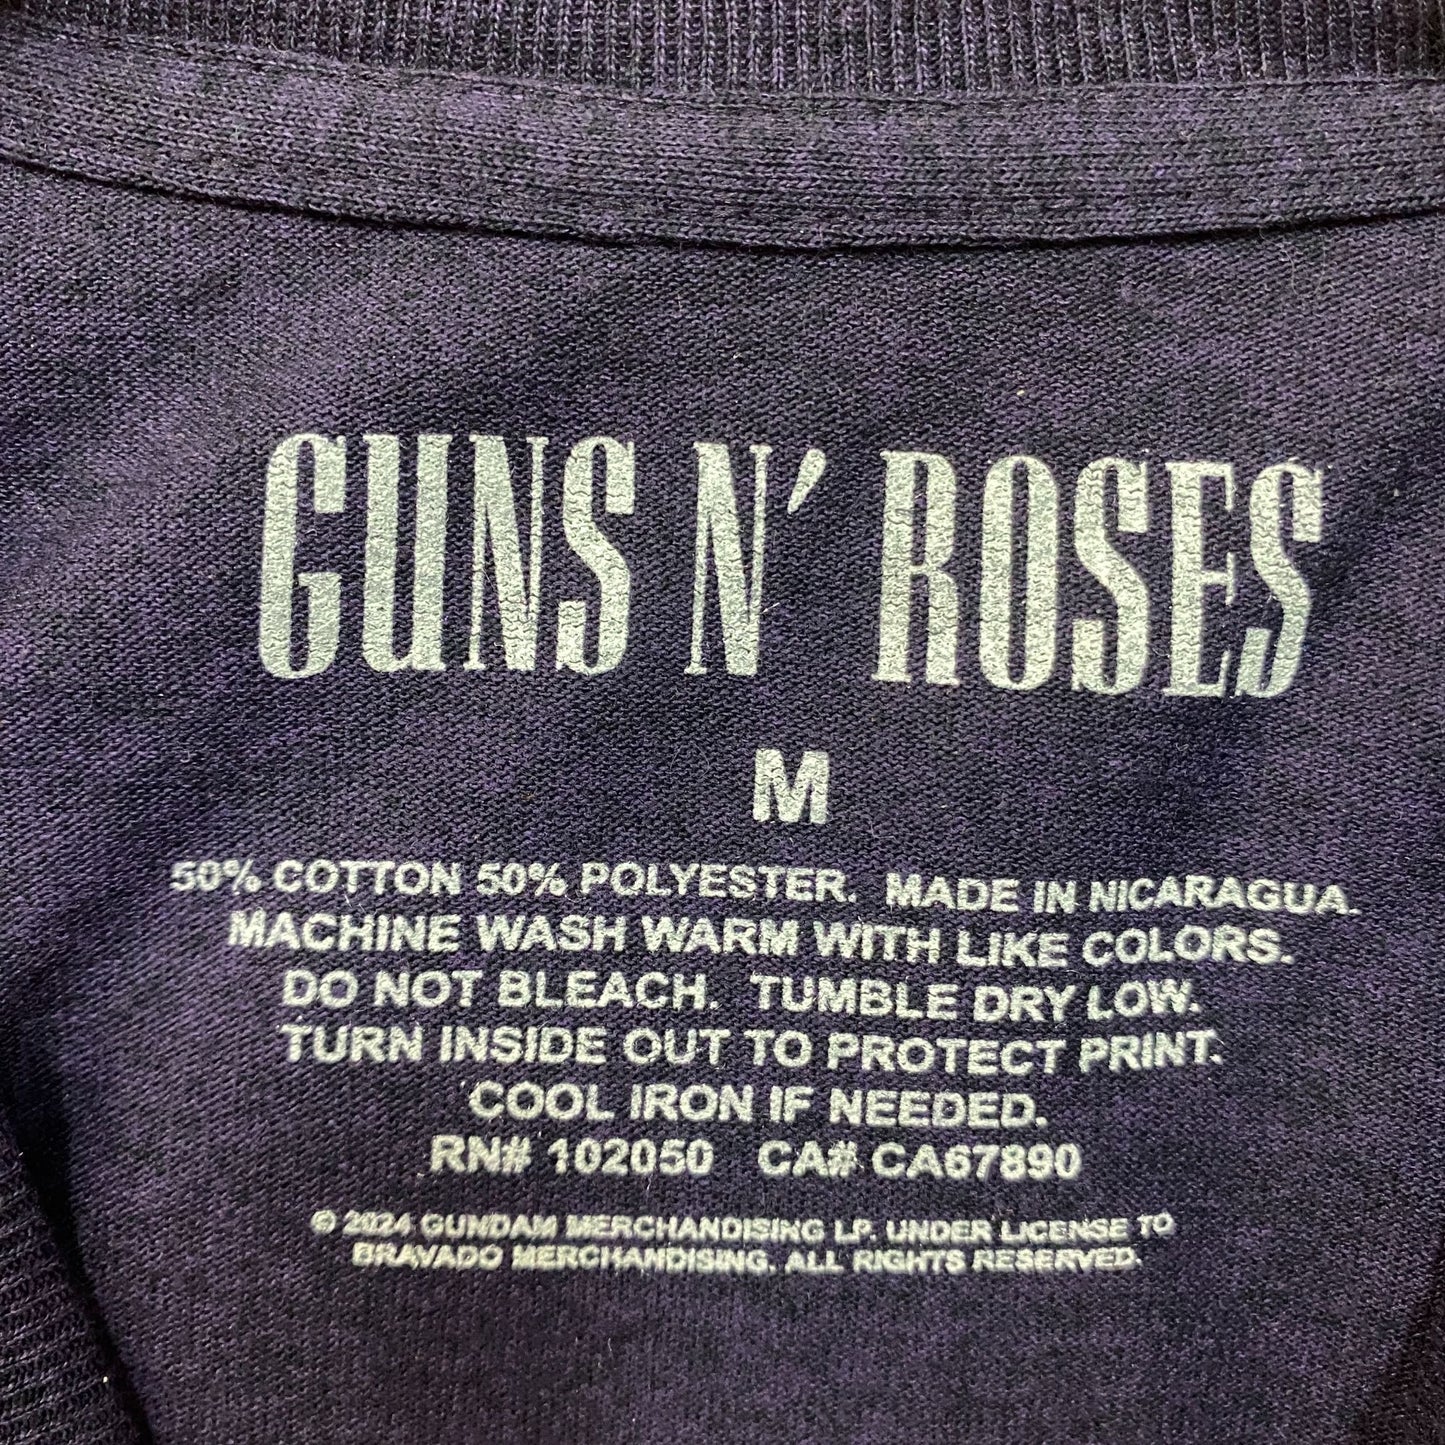 GUNS N' ROSES
M
50% COTTON 50% POLYESTER. MADE IN NICARAGUA.
MACHINE WASH WARM WITH LIKE COLORS.
DO NOT BLEACH. TUMBLE DRY LOW.
TURN INSIDE OUT TO PROTECT PRINT.
COOL IRON IF NEEDED.
RN# 102050 CA# CA67890
© 2024 GUNDAM MERCHANDISING LP. UNDER LICENSE TO
BRAVADO MERCHANDISING. ALL RIGHTS RESERVED.